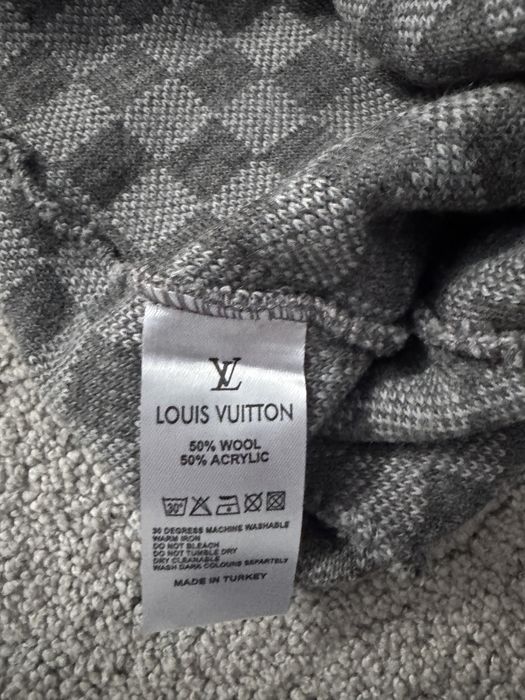 LV
LOUIS VUITTON
50% WOOL
50% ACRYLIC
30°
30 DEGRESS MACHINE WASHABLE
WARM IRON
DO NOT BLEACH
DO NOT TUMBLE DRY
DRY CLEANABLE
WASH DARK COLOURS SEPARTELY
MADE IN TURKEY